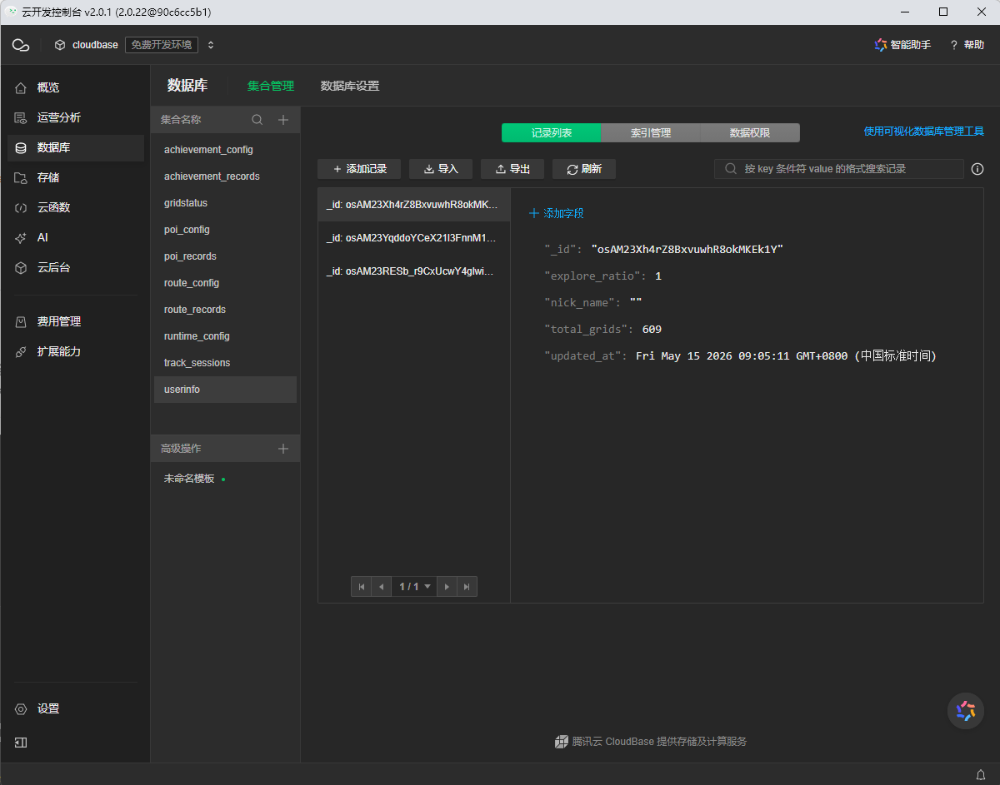 云开发控制台 v2.0.1 (2.0.22@90c6cc5b1)
cloudbase 免费开发环境
智能助手 ? 帮助
概览
运营分析
数据库
存储
云函数
AI
云后台
费用管理
扩展能力
设置
数据库 集合管理 数据库设置
集合名称
achievement_config
achievement_records
gridstatus
poi_config
poi_records
route_config
route_records
runtime_config
track_sessions
userinfo
高级操作
未命名模板
记录列表 索引管理 数据权限
使用可视化数据库管理工具
添加记录 导入 导出 刷新
按 key 条件符 value 的格式搜索记录
_id: osAM23Xh4rZ8BxvuwhR8okMK...
_id: osAM23YqddoYCeX21I3FnnM1...
_id: osAM23RESb_r9CxUcwY4glwi...
1 / 1
添加字段
"_id": "osAM23Xh4rZ8BxvuwhR8okMKEk1Y"
"explore_ratio": 1
"nick_name": ""
"total_grids": 609
"updated_at": Fri May 15 2026 09:05:11 GMT+0800 (中国标准时间)
腾讯云 CloudBase 提供存储及计算服务